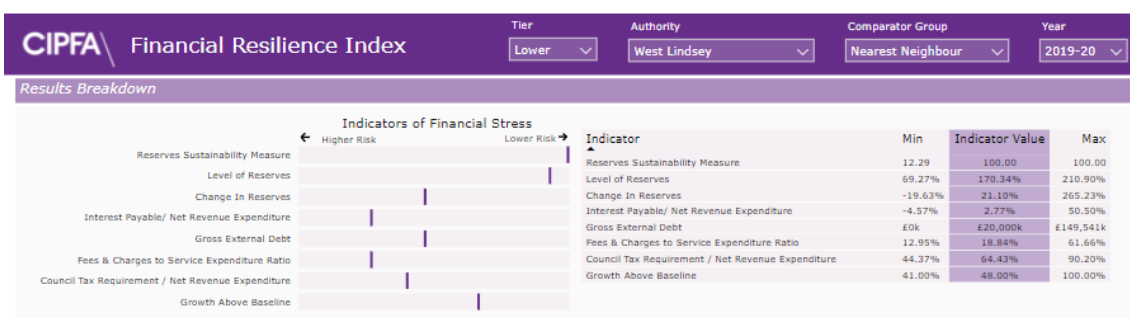 CIPFA
Financial Resilience Index
Tier
Lower
Authority
West Lindsey
Comparator Group
Nearest Neighbour
Year
2019-20
Results Breakdown
Indicators of Financial Stress
Higher Risk
Lower Risk
Reserves Sustainability Measure
Level of Reserves
Change In Reserves
Interest Payable/ Net Revenue Expenditure
Gross External Debt
Fees & Charges to Service Expenditure Ratio
Council Tax Requirement / Net Revenue Expenditure
Growth Above Baseline
Indicator Min Indicator Value Max
Reserves Sustainability Measure 12.29 100.00 100.00
Level of Reserves 69.27% 170.34% 210.90%
Change In Reserves -19.63% 21.10% 265.23%
Interest Payable/ Net Revenue Expenditure -4.57% 2.77% 50.50%
Gross External Debt £0k £20,000k £149,541k
Fees & Charges to Service Expenditure Ratio 12.95% 18.84% 61.66%
Council Tax Requirement / Net Revenue Expenditure 44.37% 64.43% 90.20%
Growth Above Baseline 41.00% 48.00% 100.00%